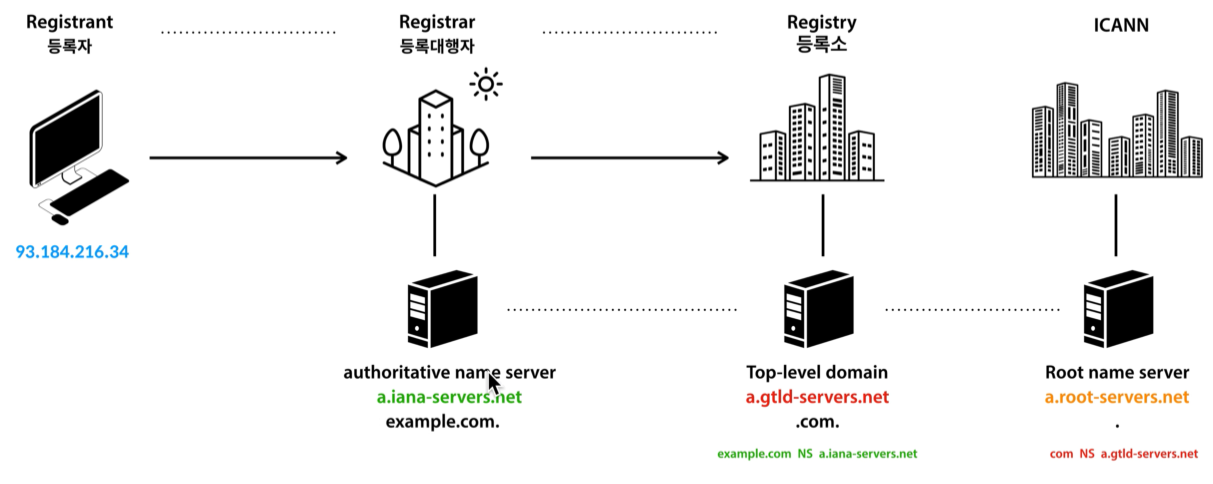 Registrant
등록자
Registrar
등록대행자
Registry
등록소
ICANN
93.184.216.34
authoritative name server
a.iana-servers.net
example.com.
Top-level domain
a.gtld-servers.net
.com.
example.com NS a.iana-servers.net
Root name server
a.root-servers.net
.
com NS a.gtld-servers.net